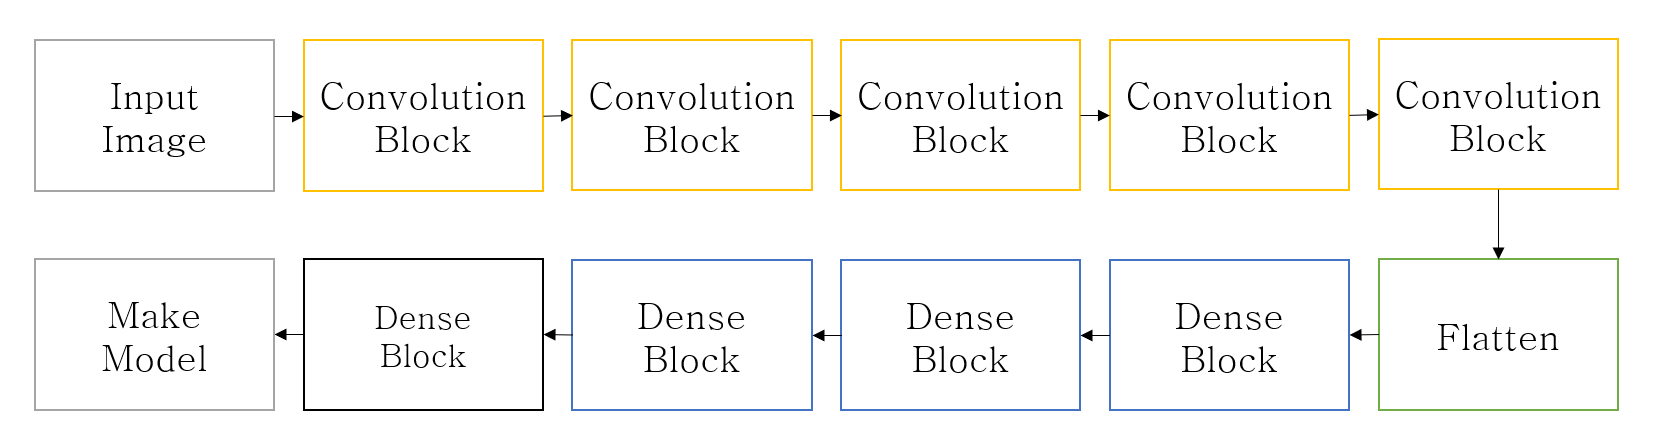 Input
Image
Convolution
Block
Convolution
Block
Convolution
Block
Convolution
Block
Convolution
Block
Make
Model
Dense
Block
Dense
Block
Dense
Block
Dense
Block
Flatten